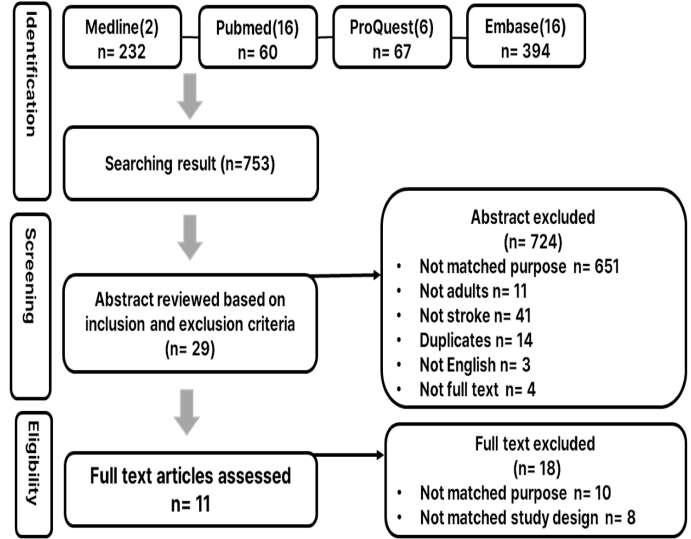 Identification
Medline(2)
n= 232
Pubmed(16)
n= 60
ProQuest(6)
n= 67
Embase(16)
n= 394
Searching result (n=753)
Screening
Abstract reviewed based on
inclusion and exclusion criteria
(n= 29)
Abstract excluded
(n= 724)
• Not matched purpose n= 651
• Not adults n= 11
• Not stroke n= 41
• Duplicates n= 14
• Not English n= 3
• Not full text n= 4
Eligibility
Full text articles assessed
n= 11
Full text excluded
(n= 18)
• Not matched purpose n= 10
• Not matched study design n= 8